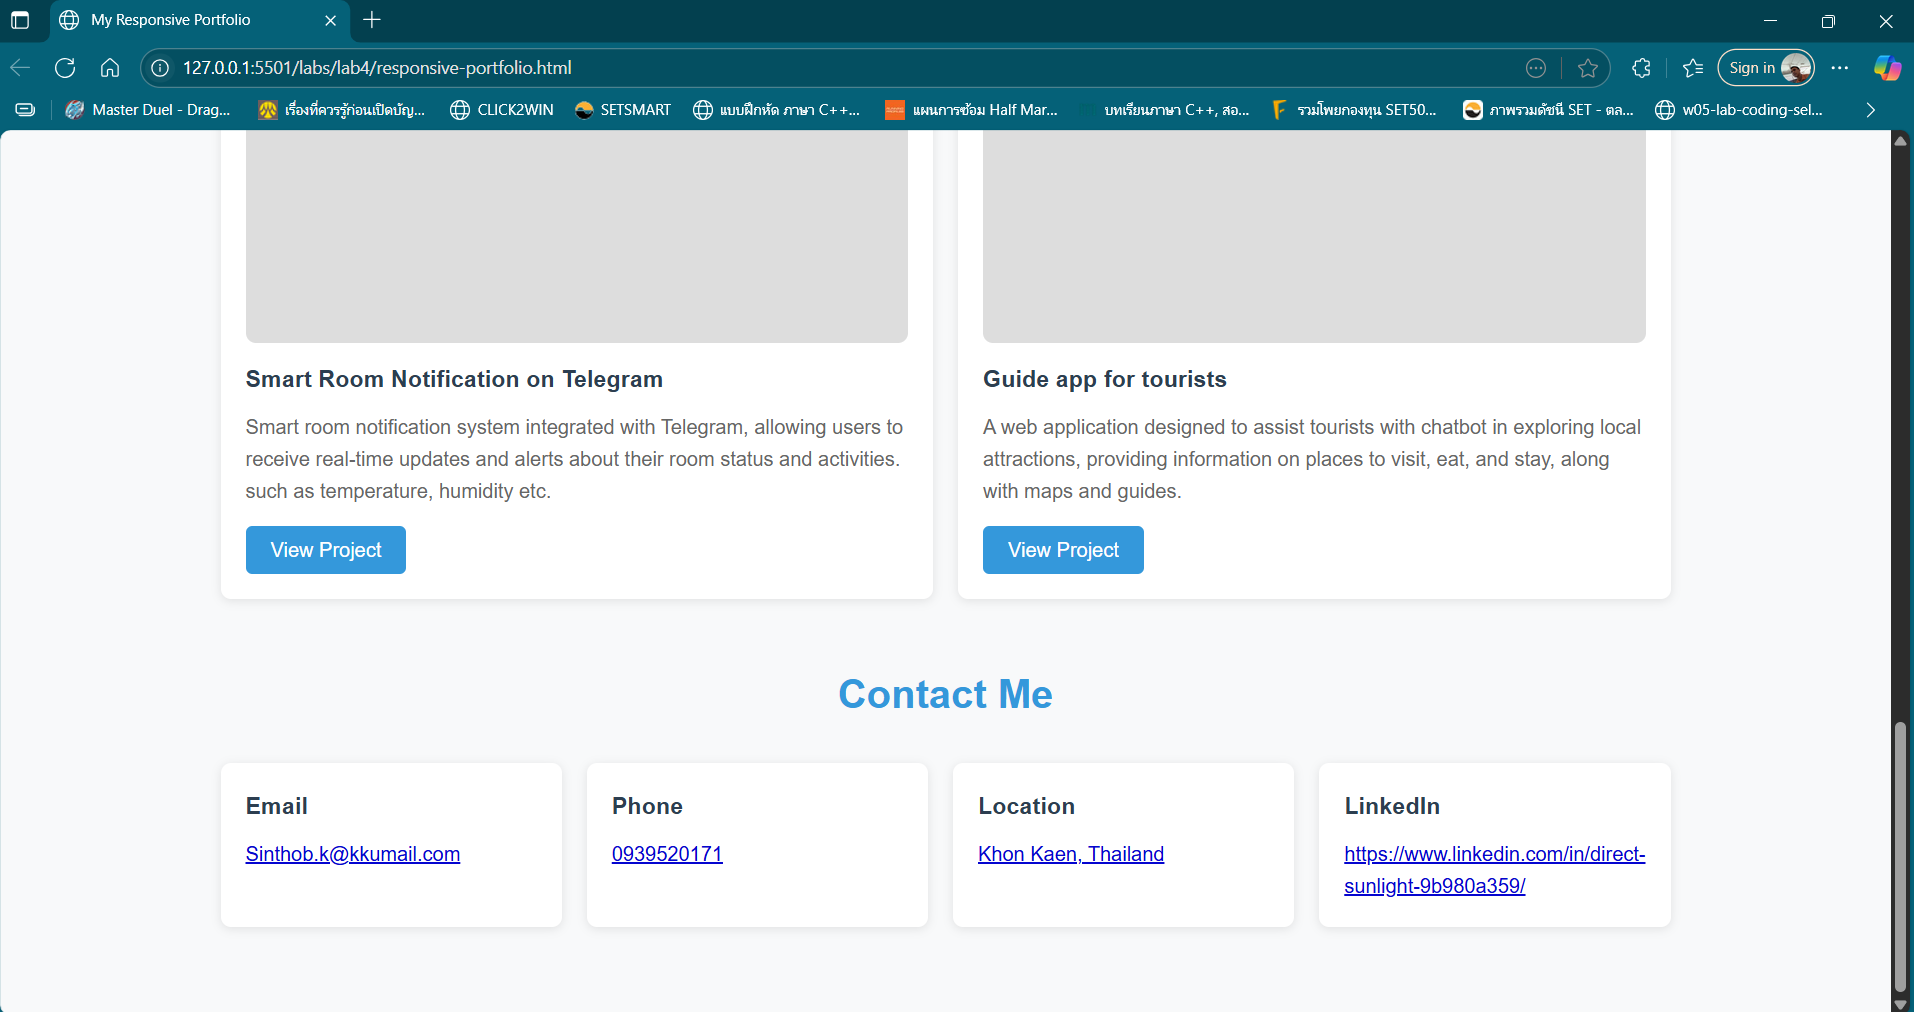 My Responsive Portfolio
127.0.0.1:5501/labs/lab4/responsive-portfolio.html
Sign in
Master Duel - Drag...
เรื่องที่ควรรู้ก่อนเปิดบัญ...
CLICK2WIN
SETSMART
แบบฝึกหัด ภาษา C++...
แผนการซ้อม Half Mar...
บทเรียนภาษา C++, สอ...
รวมโพยกองทุน SET50...
ภาพรวมดัชนี SET - ตล...
w05-lab-coding-sel...
Smart Room Notification on Telegram
Smart room notification system integrated with Telegram, allowing users to
receive real-time updates and alerts about their room status and activities.
such as temperature, humidity etc.
View Project
Guide app for tourists
A web application designed to assist tourists with chatbot in exploring local
attractions, providing information on places to visit, eat, and stay, along
with maps and guides.
View Project
Contact Me
Email
Sinthob.k@kkumail.com
Phone
0939520171
Location
Khon Kaen, Thailand
LinkedIn
https://www.linkedin.com/in/direct-
sunlight-9b980a359/